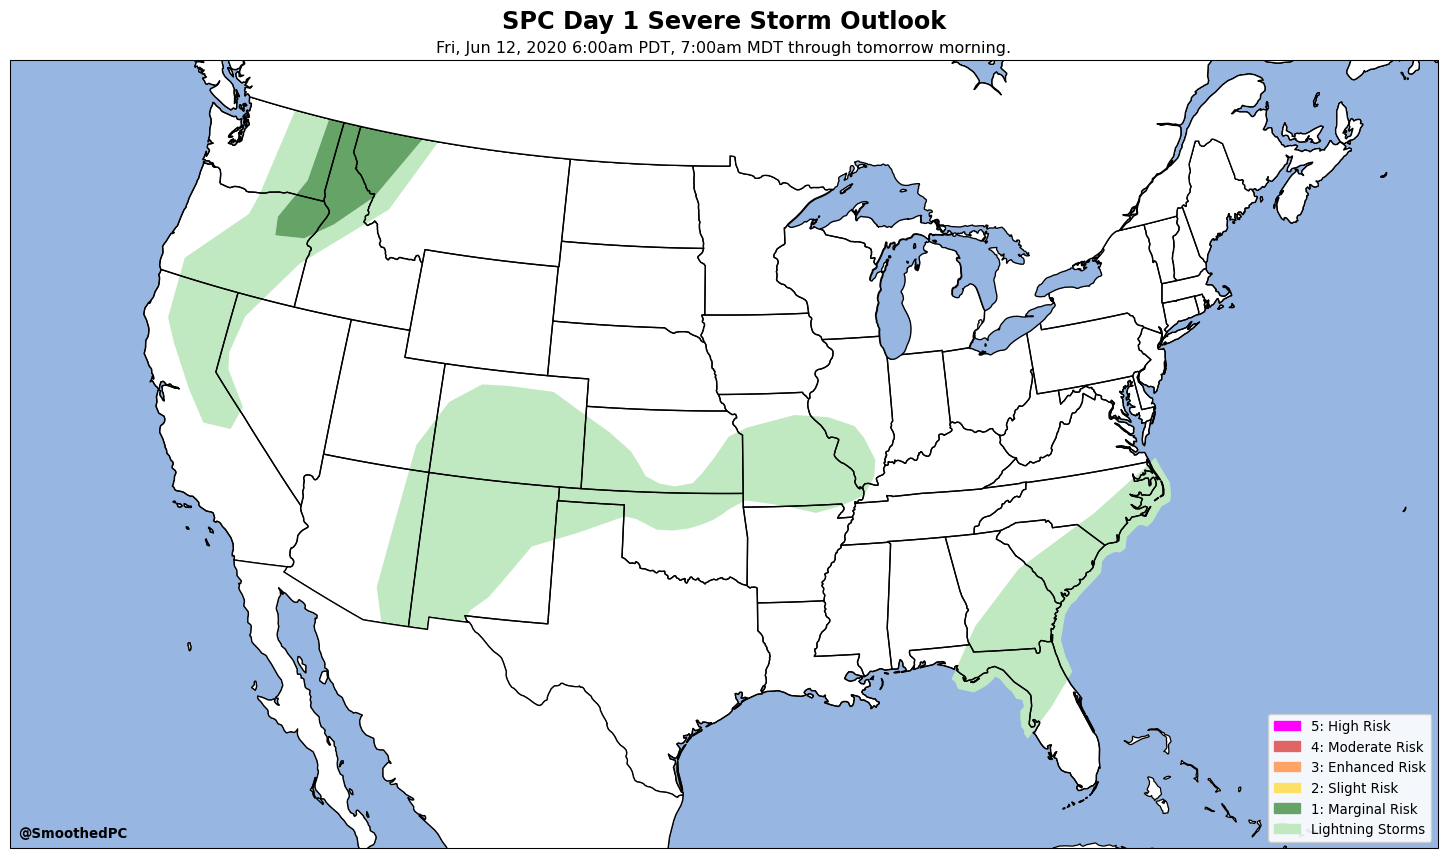 SPC Day 1 Severe Storm Outlook
Fri, Jun 12, 2020 6:00am PDT, 7:00am MDT through tomorrow morning.
5: High Risk
4: Moderate Risk
3: Enhanced Risk
2: Slight Risk
1: Marginal Risk
Lightning Storms
@SmoothedPC